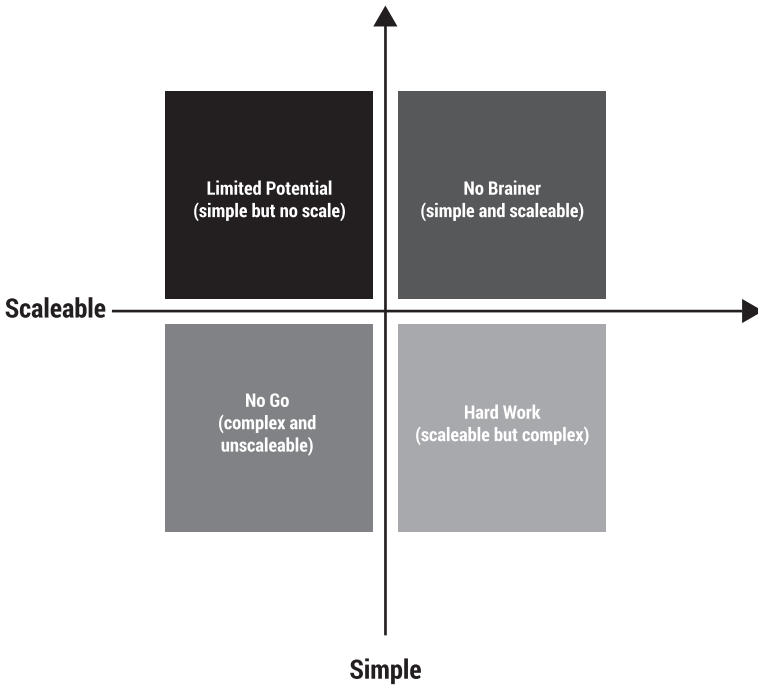 Limited Potential
(simple but no scale)
No Brainer
(simple and scaleable)
Scaleable
No Go
(complex and
unscaleable)
Hard Work
(scaleable but complex)
Simple